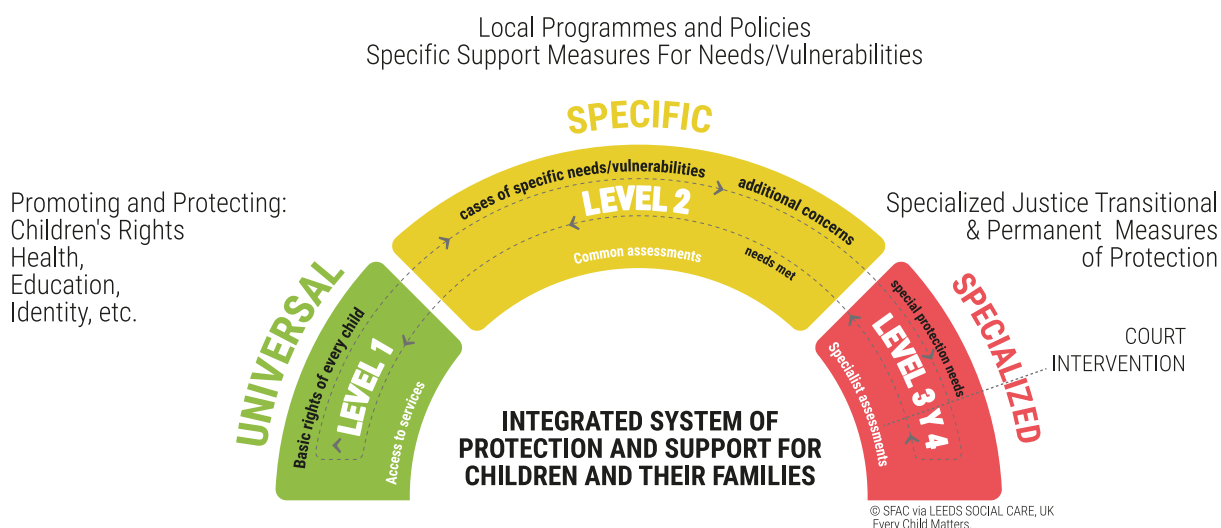 Local Programmes and Policies
Specific Support Measures For Needs/Vulnerabilities
SPECIFIC
cases of specific needs/vulnerabilities
additional concerns
LEVEL 2
Common assessments
needs met
Promoting and Protecting:
Children's Rights
Health,
Education,
Identity, etc.
UNIVERSAL
Basic rights of every child
LEVEL 1
Access to services
Specialized Justice Transitional
& Permanent Measures
of Protection
SPECIALIZED
special protection needs
LEVEL 3 Y 4
Specialist assessments
COURT
INTERVENTION
INTEGRATED SYSTEM OF
PROTECTION AND SUPPORT FOR
CHILDREN AND THEIR FAMILIES
© SFAC via LEEDS SOCIAL CARE, UK
Every Child Matters